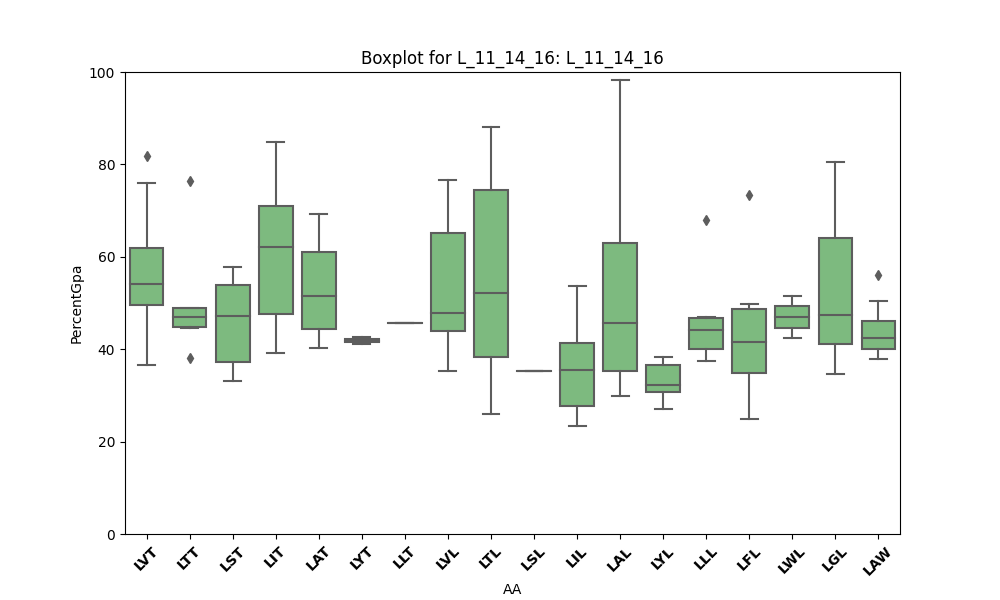 Boxplot for L_11_14_16: L_11_14_16
PercentGpa
100
80
60
40
20
0
LVT LTT LST LIT LAT LYT LLT LVL LTL LSL LIL LAL LYL LLL LFL LWL LGL LAW
AA